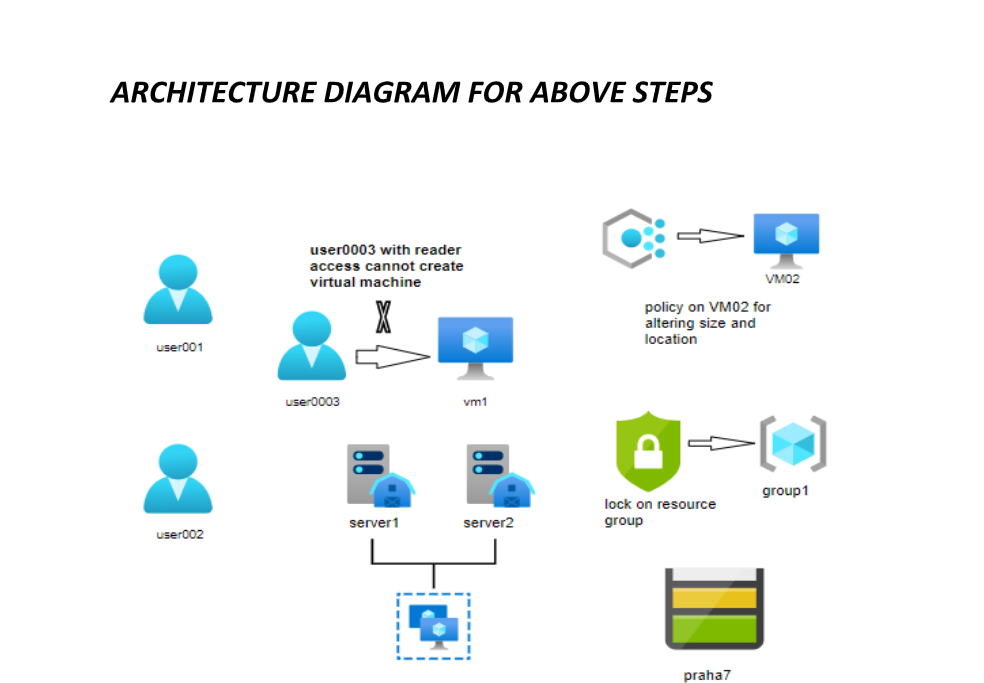 ARCHITECTURE DIAGRAM FOR ABOVE STEPS
user0003 with reader
access cannot create
virtual machine
X
user001
user0003
vm1
VM02
policy on VM02 for
altering size and
location
user002
server1
server2
lock on resource
group
group1
praha7